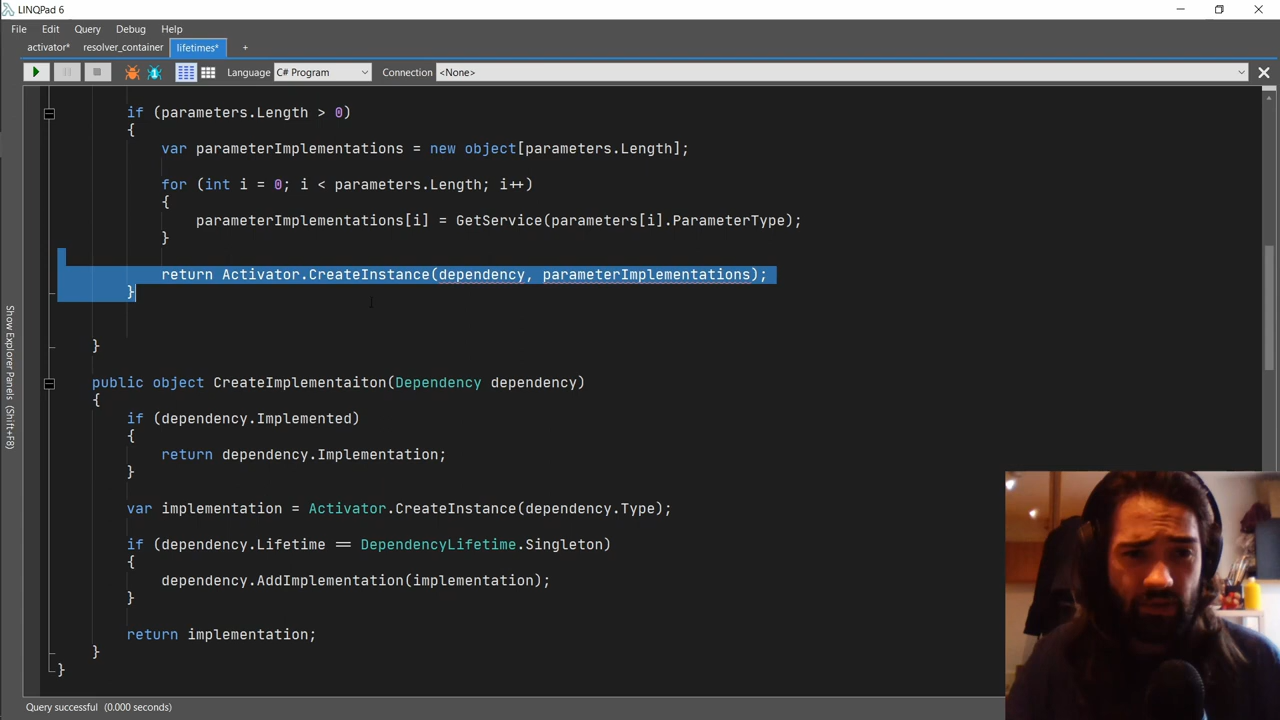 LINQPad 6
File Edit Query Debug Help
activator* resolver_container lifetimes* +
Language C# Program Connection <None>
if (parameters.Length > 0)
{
var parameterImplementations = new object[parameters.Length];
for (int i = 0; i < parameters.Length; i++)
{
parameterImplementations[i] = GetService(parameters[i].ParameterType);
}
return Activator.CreateInstance(dependency, parameterImplementations);
}
}
public object CreateImplementaiton(Dependency dependency)
{
if (dependency.Implemented)
{
return dependency.Implementation;
}
var implementation = Activator.CreateInstance(dependency.Type);
if (dependency.Lifetime == DependencyLifetime.Singleton)
{
dependency.AddImplementation(implementation);
}
return implementation;
}
}
Show Explorer Panels (Shift+F8)
Query successful (0.000 seconds)